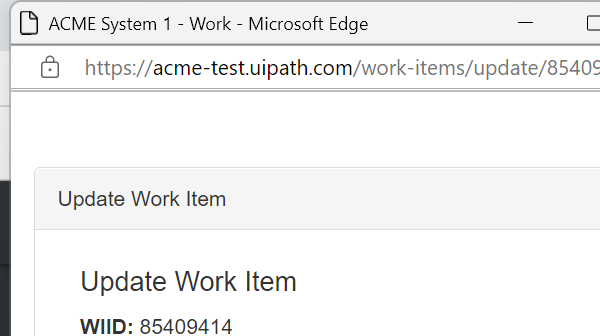 ACME System 1 - Work - Microsoft Edge
https://acme-test.uipath.com/work-items/update/85409
Update Work Item
Update Work Item
WIID: 85409414